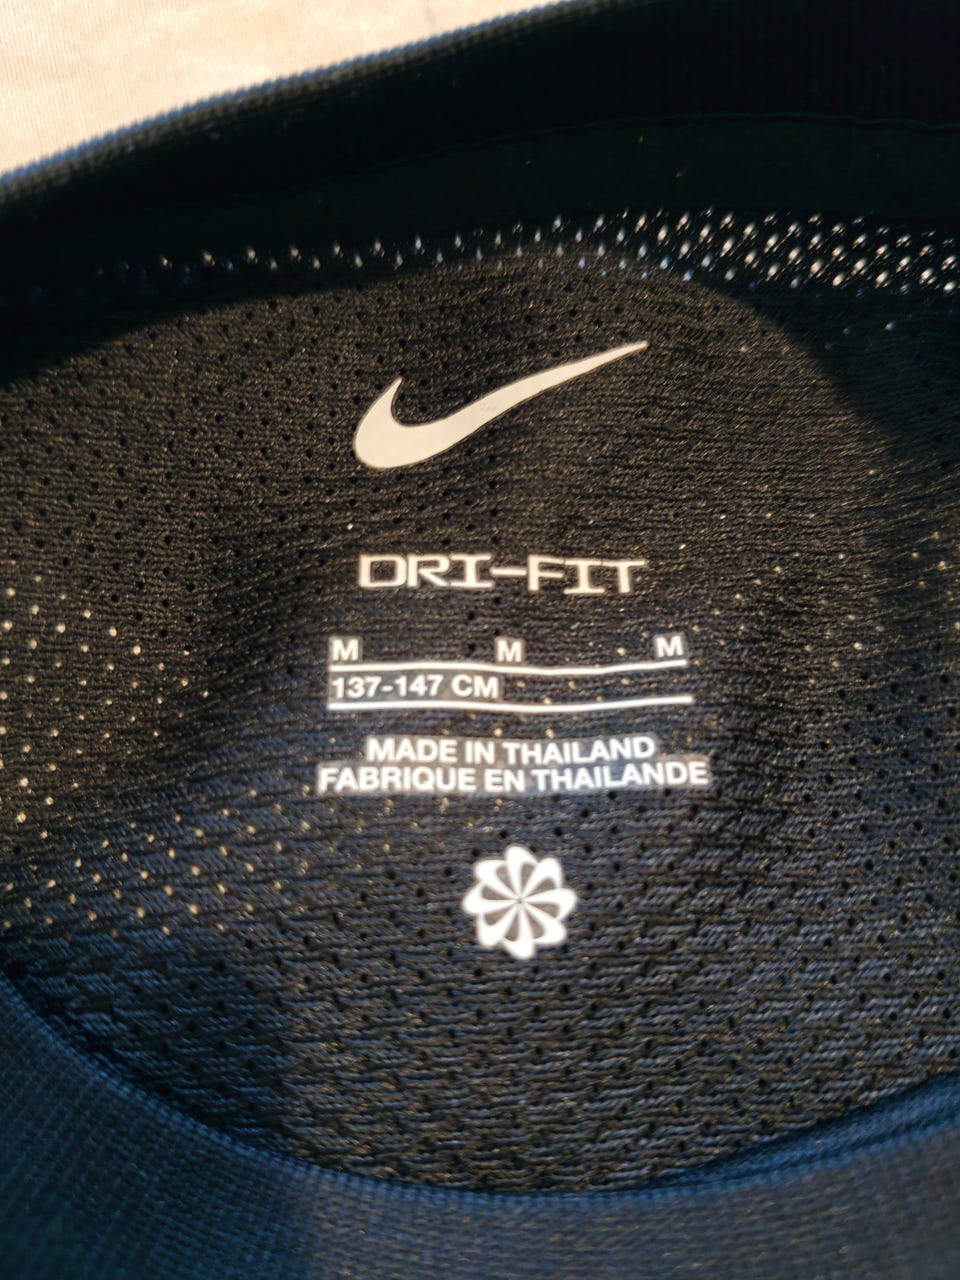 DRI-FIT
M M M
137-147 CM
MADE IN THAILAND
FABRIQUE EN THAILANDE